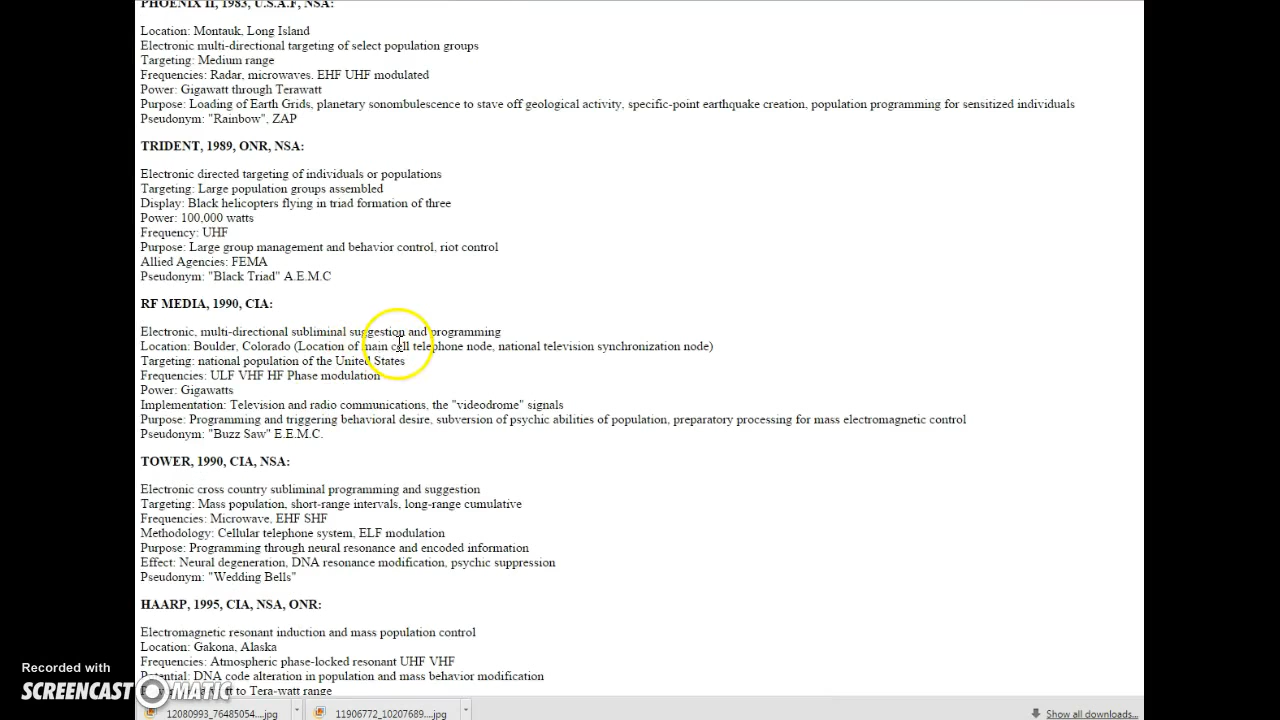 PHOENIX II, 1983, U.S.A.F, NSA:
Location: Montauk, Long Island
Electronic multi-directional targeting of select population groups
Targeting: Medium range
Frequencies: Radar, microwaves. EHF UHF modulated
Power: Gigawatt through Terawatt
Purpose: Loading of Earth Grids, planetary sonombulescence to stave off geological activity, specific-point earthquake creation, population programming for sensitized individuals
Pseudonym: "Rainbow", ZAP
TRIDENT, 1989, ONR, NSA:
Electronic directed targeting of individuals or populations
Targeting: Large population groups assembled
Display: Black helicopters flying in triad formation of three
Power: 100,000 watts
Frequency: UHF
Purpose: Large group management and behavior control, riot control
Allied Agencies: FEMA
Pseudonym: "Black Triad" A.E.M.C
RF MEDIA, 1990, CIA:
Electronic, multi-directional subliminal suggestion and programming
Location: Boulder, Colorado (Location of main cell telephone node, national television synchronization node)
Targeting: national population of the United States
Frequencies: ULF VHF HF Phase modulation
Power: Gigawatts
Implementation: Television and radio communications, the "videodrome" signals
Purpose: Programming and triggering behavioral desire, subversion of psychic abilities of population, preparatory processing for mass electromagnetic control
Pseudonym: "Buzz Saw" E.E.M.C.
TOWER, 1990, CIA, NSA:
Electronic cross country subliminal programming and suggestion
Targeting: Mass population, short-range intervals, long-range cumulative
Frequencies: Microwave, EHF SHF
Methodology: Cellular telephone system, ELF modulation
Purpose: Programming through neural resonance and encoded information
Effect: Neural degeneration, DNA resonance modification, psychic suppression
Pseudonym: "Wedding Bells"
HAARP, 1995, CIA, NSA, ONR:
Electromagnetic resonant induction and mass population control
Location: Gakona, Alaska
Frequencies: Atmospheric phase-locked resonant UHF VHF
Potential: DNA code alteration in population and mass behavior modification
to Tera-watt range
Recorded with
SCREENCAST MATIC
12080993_76485054....jpg
11906772_10207689....jpg
Show all downloads...